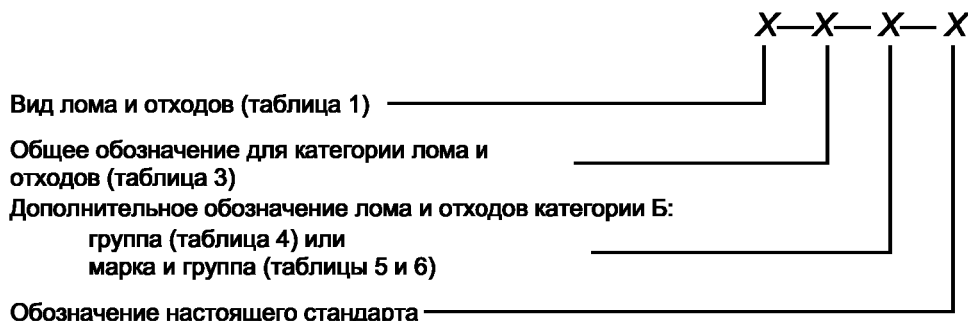 X—X— X— X
Вид лома и отходов (таблица 1)
Общее обозначение для категории лома и
отходов (таблица 3)
Дополнительное обозначение лома и отходов категории Б:
группа (таблица 4) или
марка и группа (таблицы 5 и 6)
Обозначение настоящего стандарта